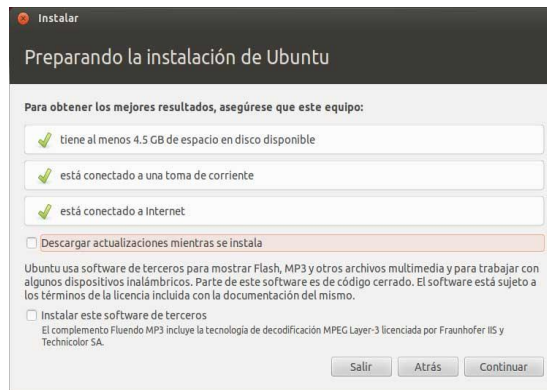 Instalar
Preparando la instalación de Ubuntu
Para obtener los mejores resultados, asegúrese que este equipo:
tiene al menos 4.5 GB de espacio en disco disponible
está conectado a una toma de corriente
está conectado a Internet
Descargar actualizaciones mientras se instala
Ubuntu usa software de terceros para mostrar Flash, MP3 y otros archivos multimedia y para trabajar con
algunos dispositivos inalámbricos. Parte de este software es de código cerrado. El software está sujeto a
los términos de la licencia incluida con la documentación del mismo.
Instalar este software de terceros
El complemento Fluendo MP3 incluye la tecnología de decodificación MPEG Layer-3 licenciada por Fraunhofer IIS y
Technicolor SA.
Salir Atrás Continuar